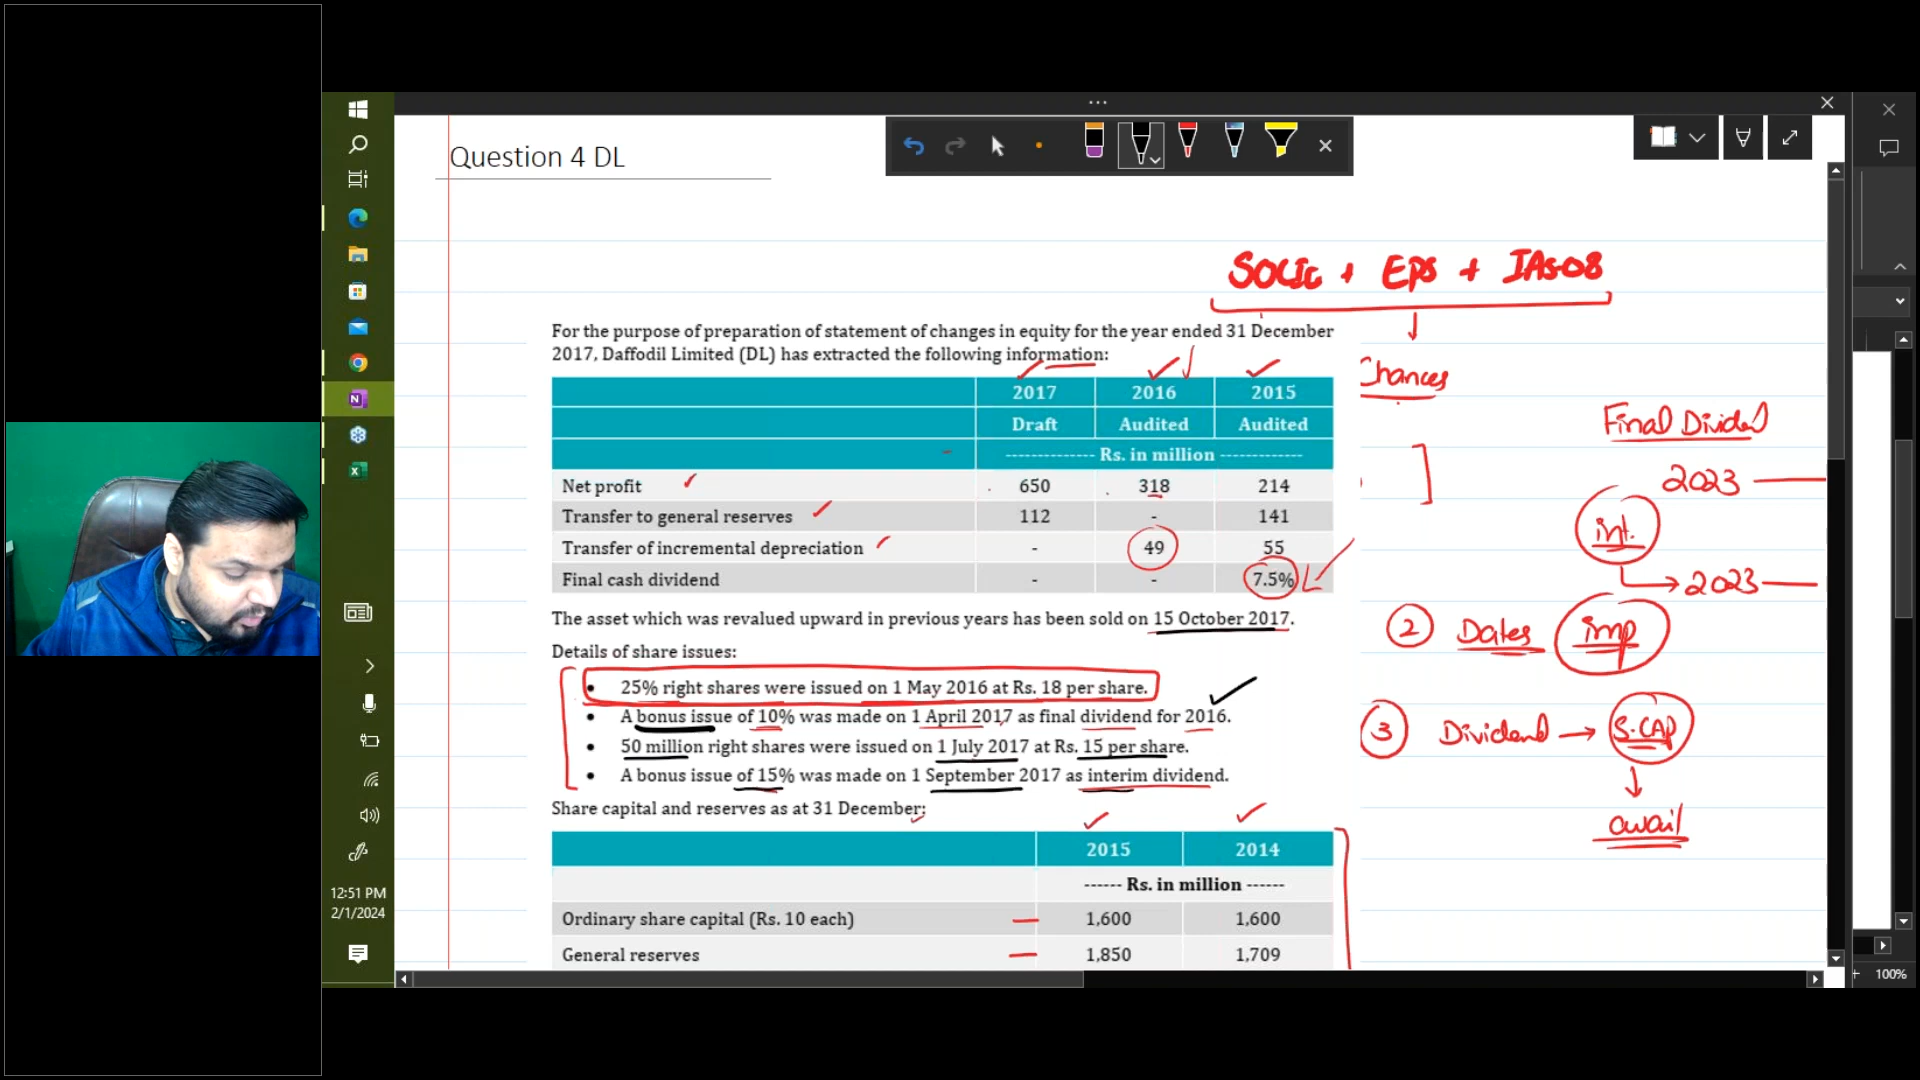 Question 4 DL
SOCIE + EPS + IAS-08
For the purpose of preparation of statement of changes in equity for the year ended 31 December
2017, Daffodil Limited (DL) has extracted the following information:
2017 2016 2015
Draft Audited Audited
-------------- Rs. in million -------------
Net profit 650 318 214
Transfer to general reserves 112 - 141
Transfer of incremental depreciation - 49 55
Final cash dividend - - 7.5%
The asset which was revalued upward in previous years has been sold on 15 October 2017.
Details of share issues:
• 25% right shares were issued on 1 May 2016 at Rs. 18 per share.
• A bonus issue of 10% was made on 1 April 2017 as final dividend for 2016.
• 50 million right shares were issued on 1 July 2017 at Rs. 15 per share.
• A bonus issue of 15% was made on 1 September 2017 as interim dividend.
Share capital and reserves as at 31 December:
2015 2014
------ Rs. in million ------
Ordinary share capital (Rs. 10 each) 1,600 1,600
General reserves 1,850 1,709
Chances
Final Divided
2023
int.
2023
2 Dates imp
3 Dividend → S.CAP
avail
12:51 PM
2/1/2024
100%